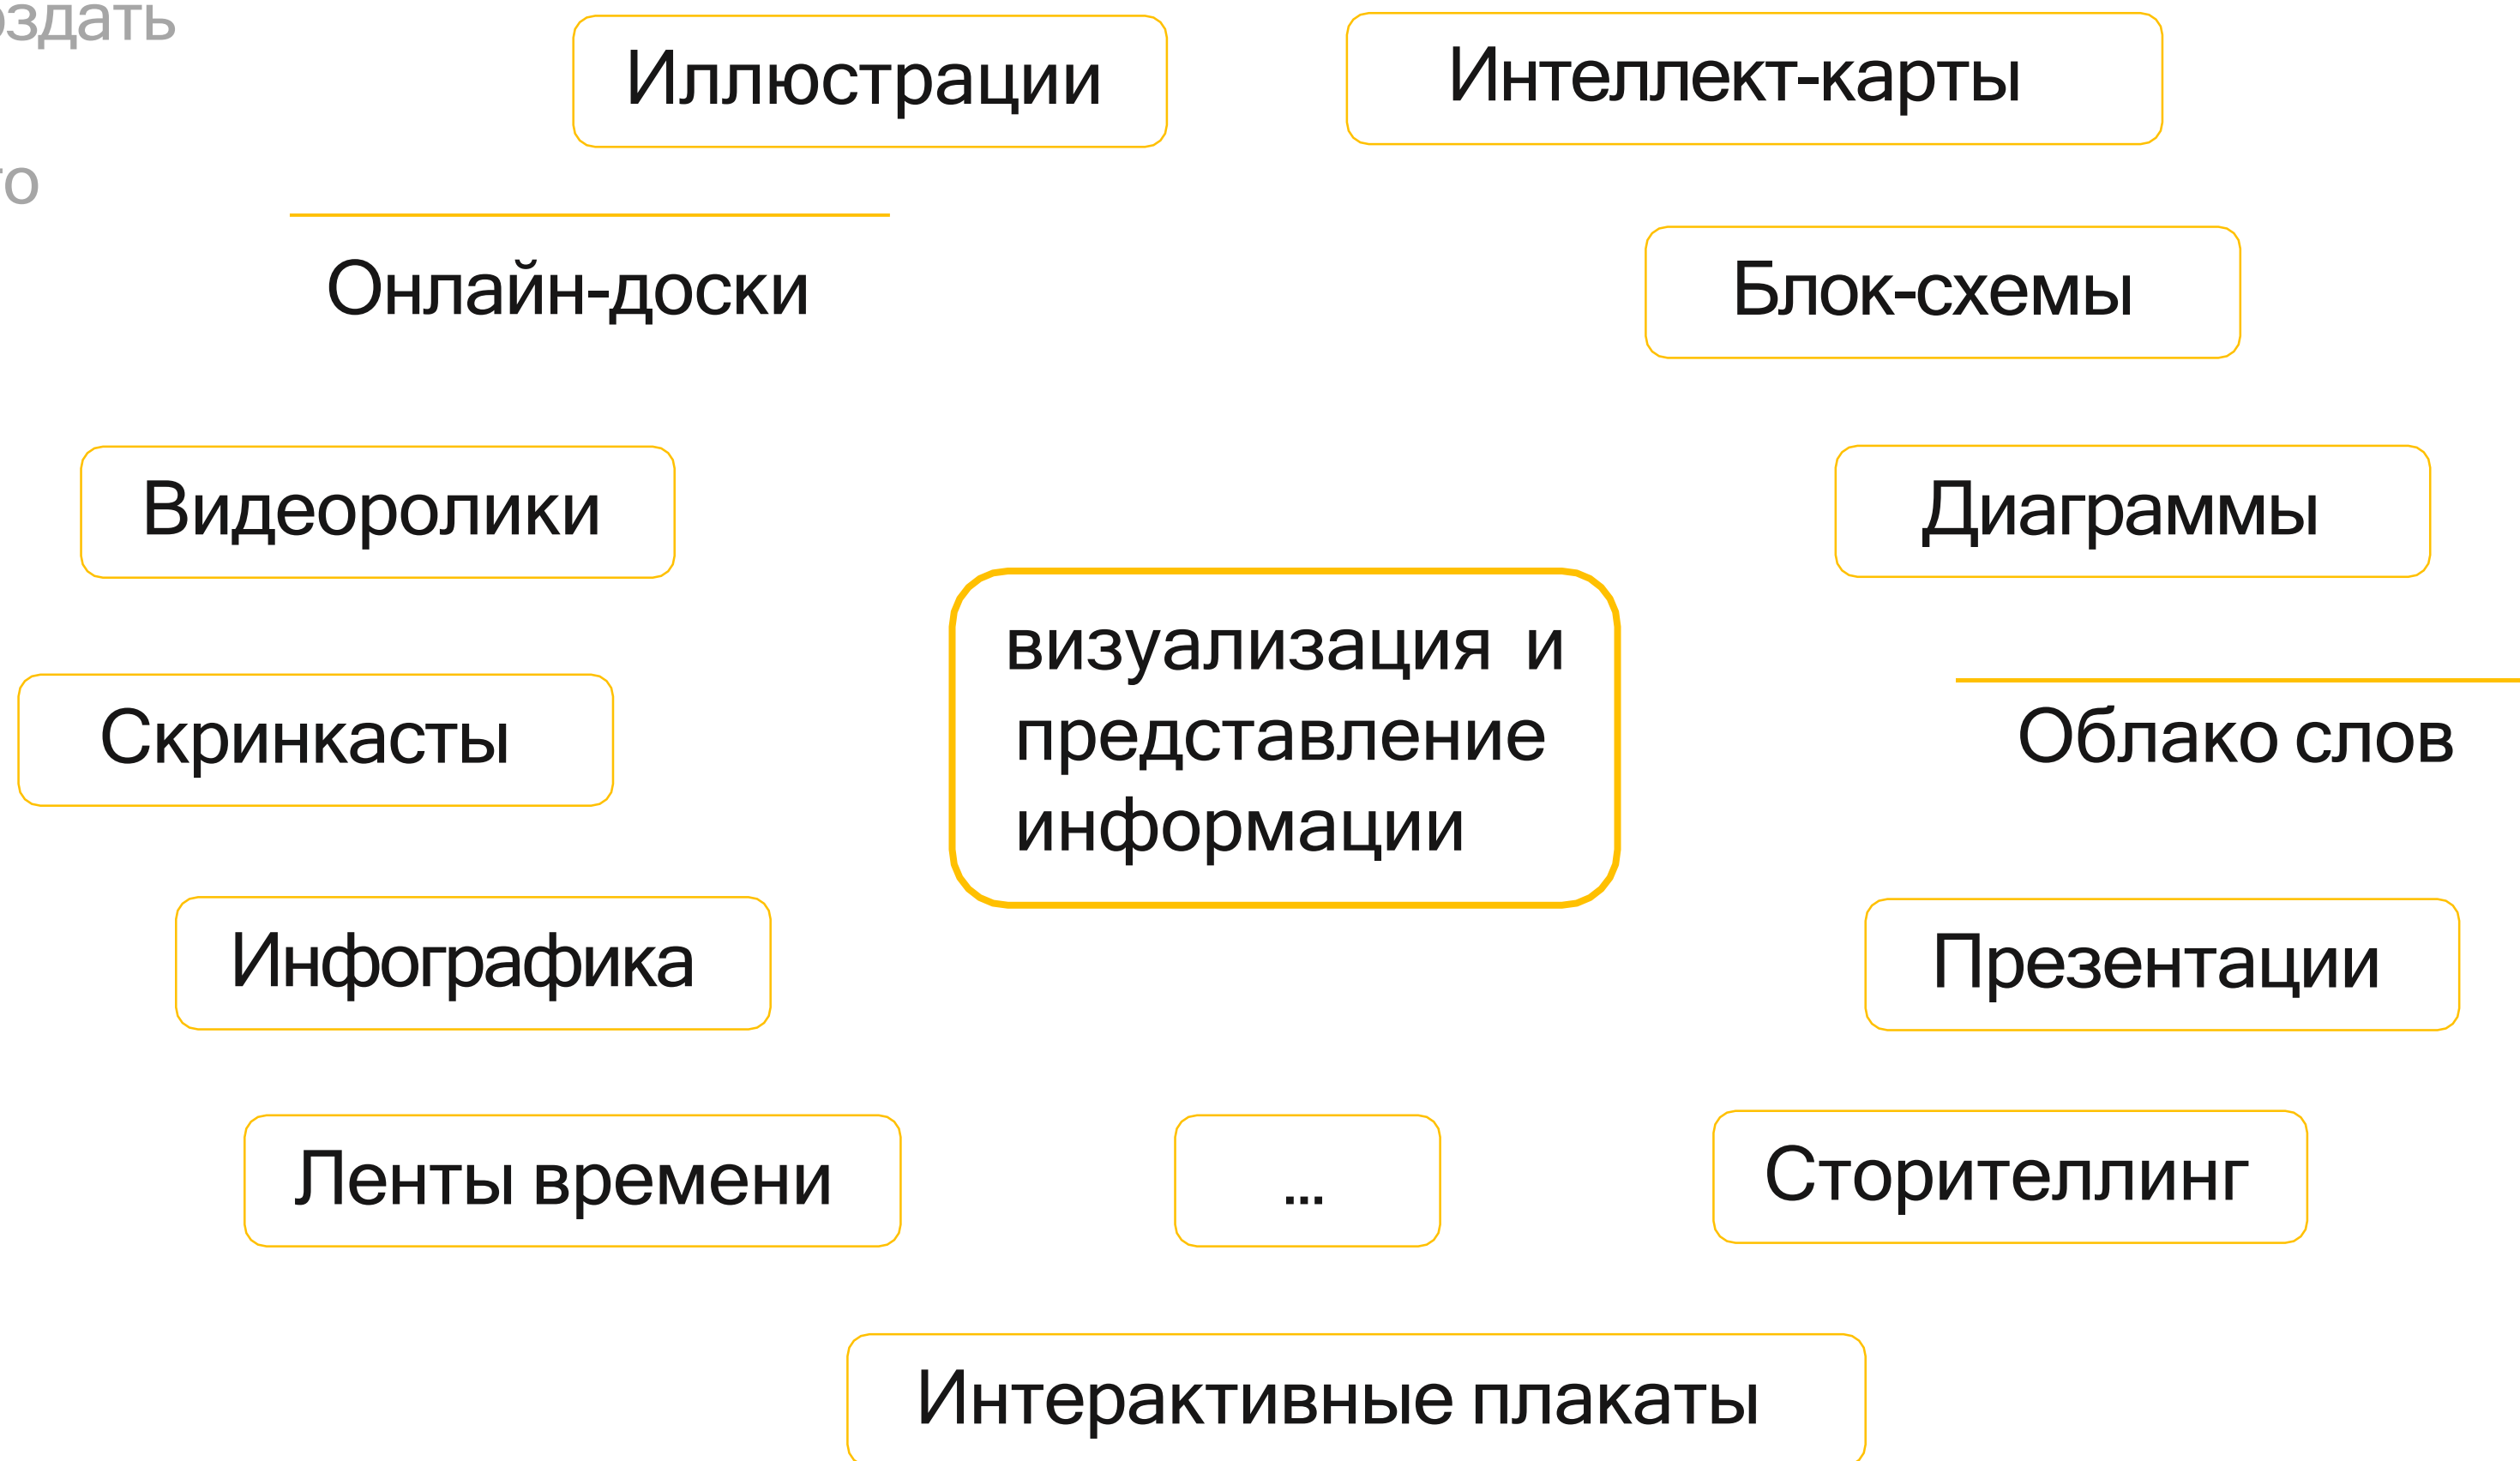 Иллюстрации
Интеллект-карты
Онлайн-доски
Блок-схемы
Видеоролики
Диаграммы
визуализация и
представление
информации
Скринкасты
Облако слов
Инфографика
Презентации
Ленты времени
...
Сторителлинг
Интерактивные плакаты